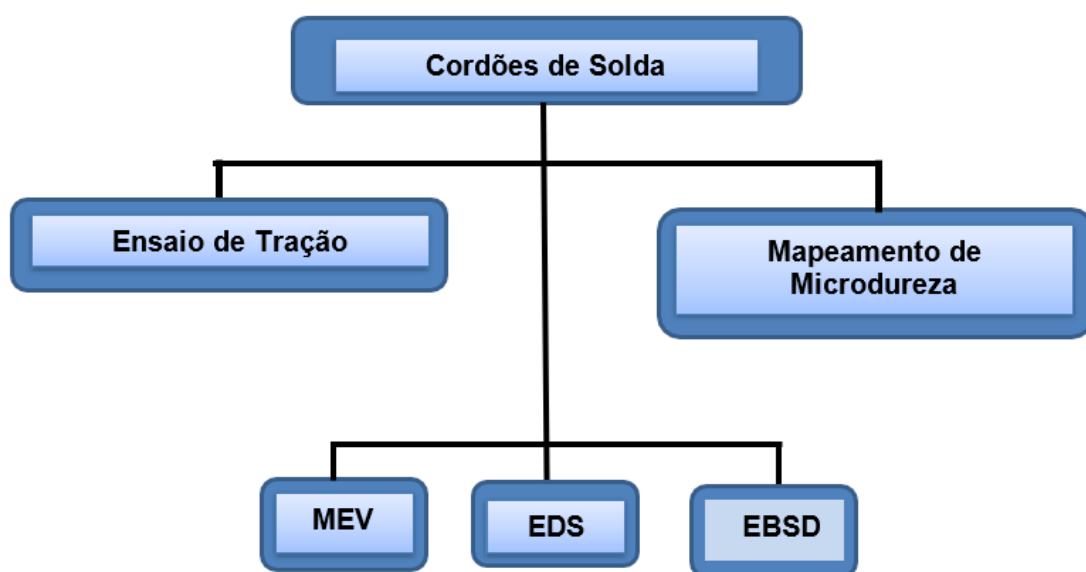 Cordões de Solda
Ensaio de Tração
Mapeamento de
Microdureza
MEV
EDS
EBSD